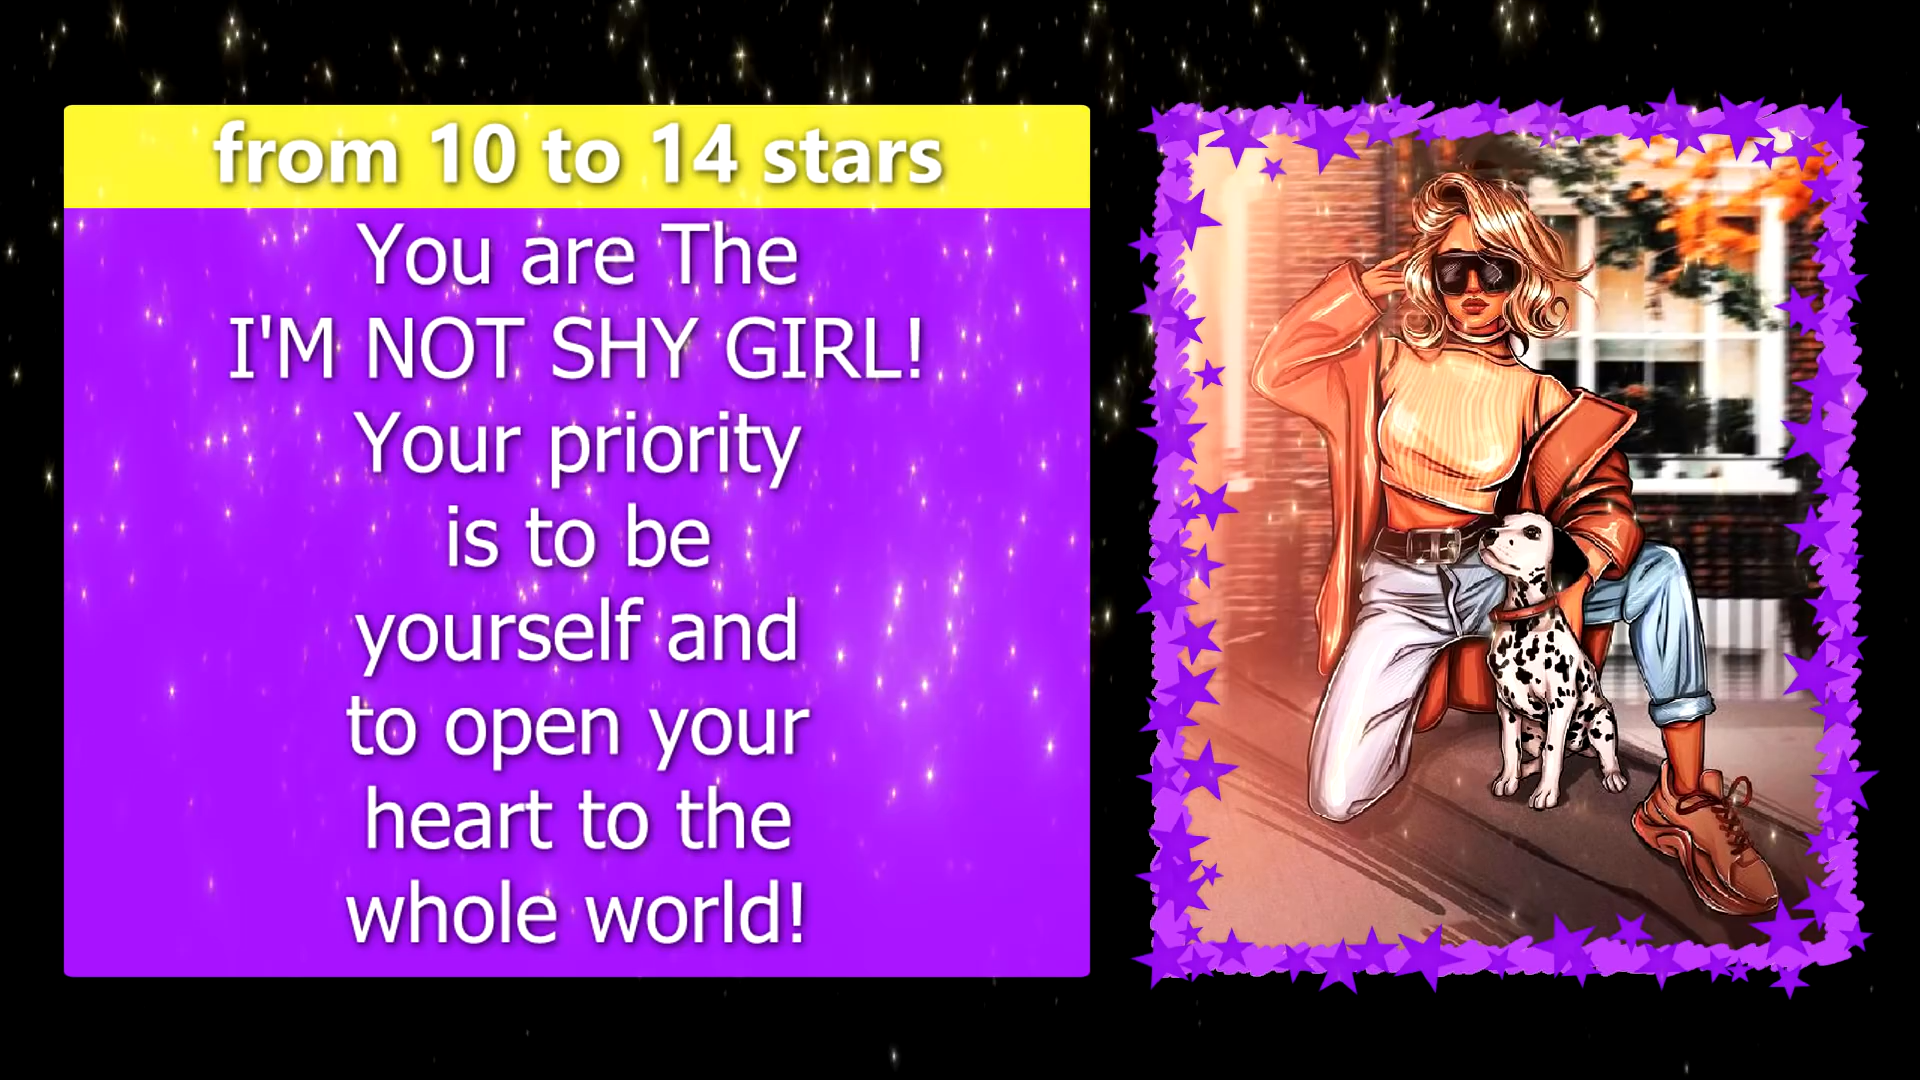 from 10 to 14 stars
You are The
I'M NOT SHY GIRL!
Your priority
is to be
yourself and
to open your
heart to the
whole world!